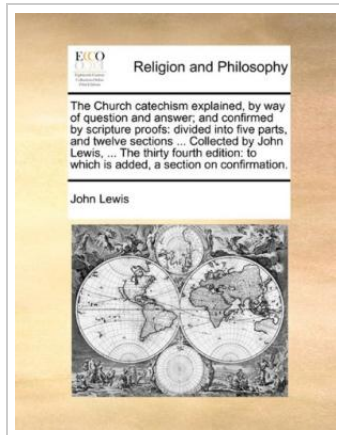 ECCO
Religion and Philosophy
The Church catechism explained, by way
of question and answer; and confirmed
by scripture proofs: divided into five parts,
and twelve sections ... Collected by John
Lewis, ... The thirty fourth edition: to
which is added, a section on confirmation.
John Lewis